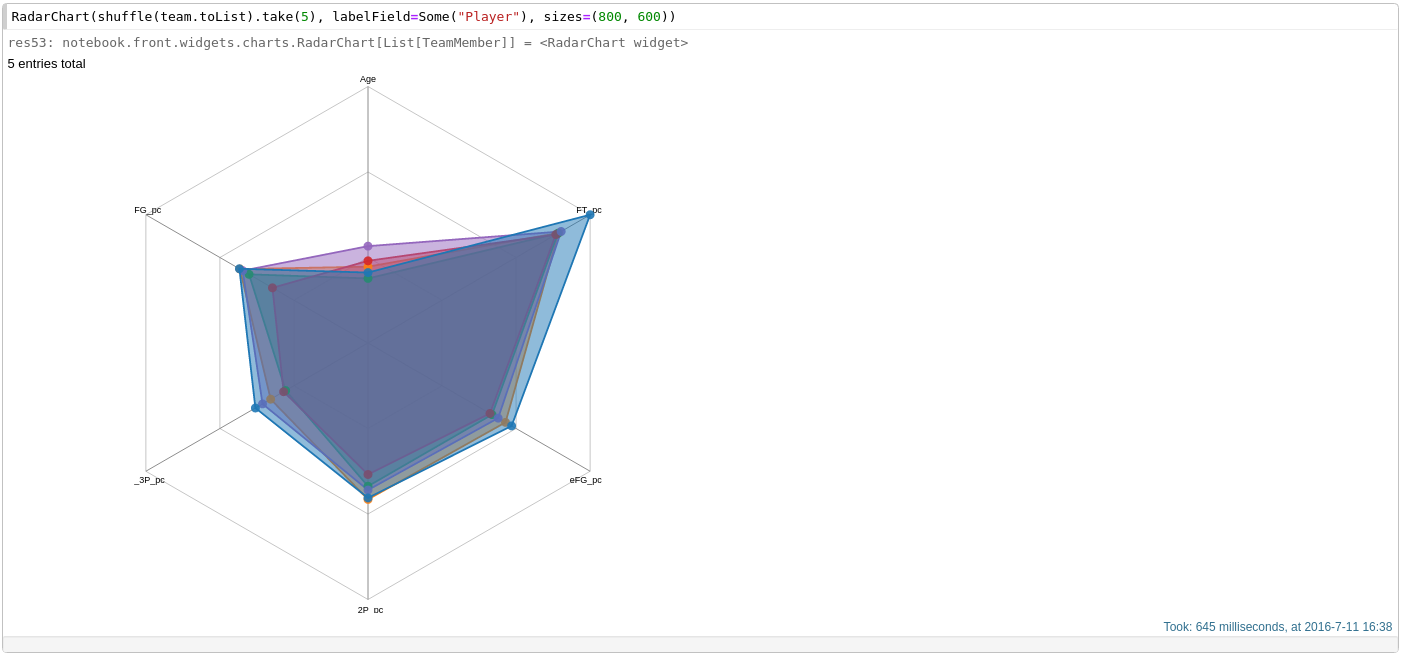 RadarChart(shuffle(team.toList).take(5), labelField=Some("Player"), sizes=(800, 600))
res53: notebook.front.widgets.charts.RadarChart[List[TeamMember]] = <RadarChart widget>
5 entries total
Age
FG_pc
FT_pc
_3P_pc
eFG_pc
2P_pc
Took: 645 milliseconds, at 2016-7-11 16:38